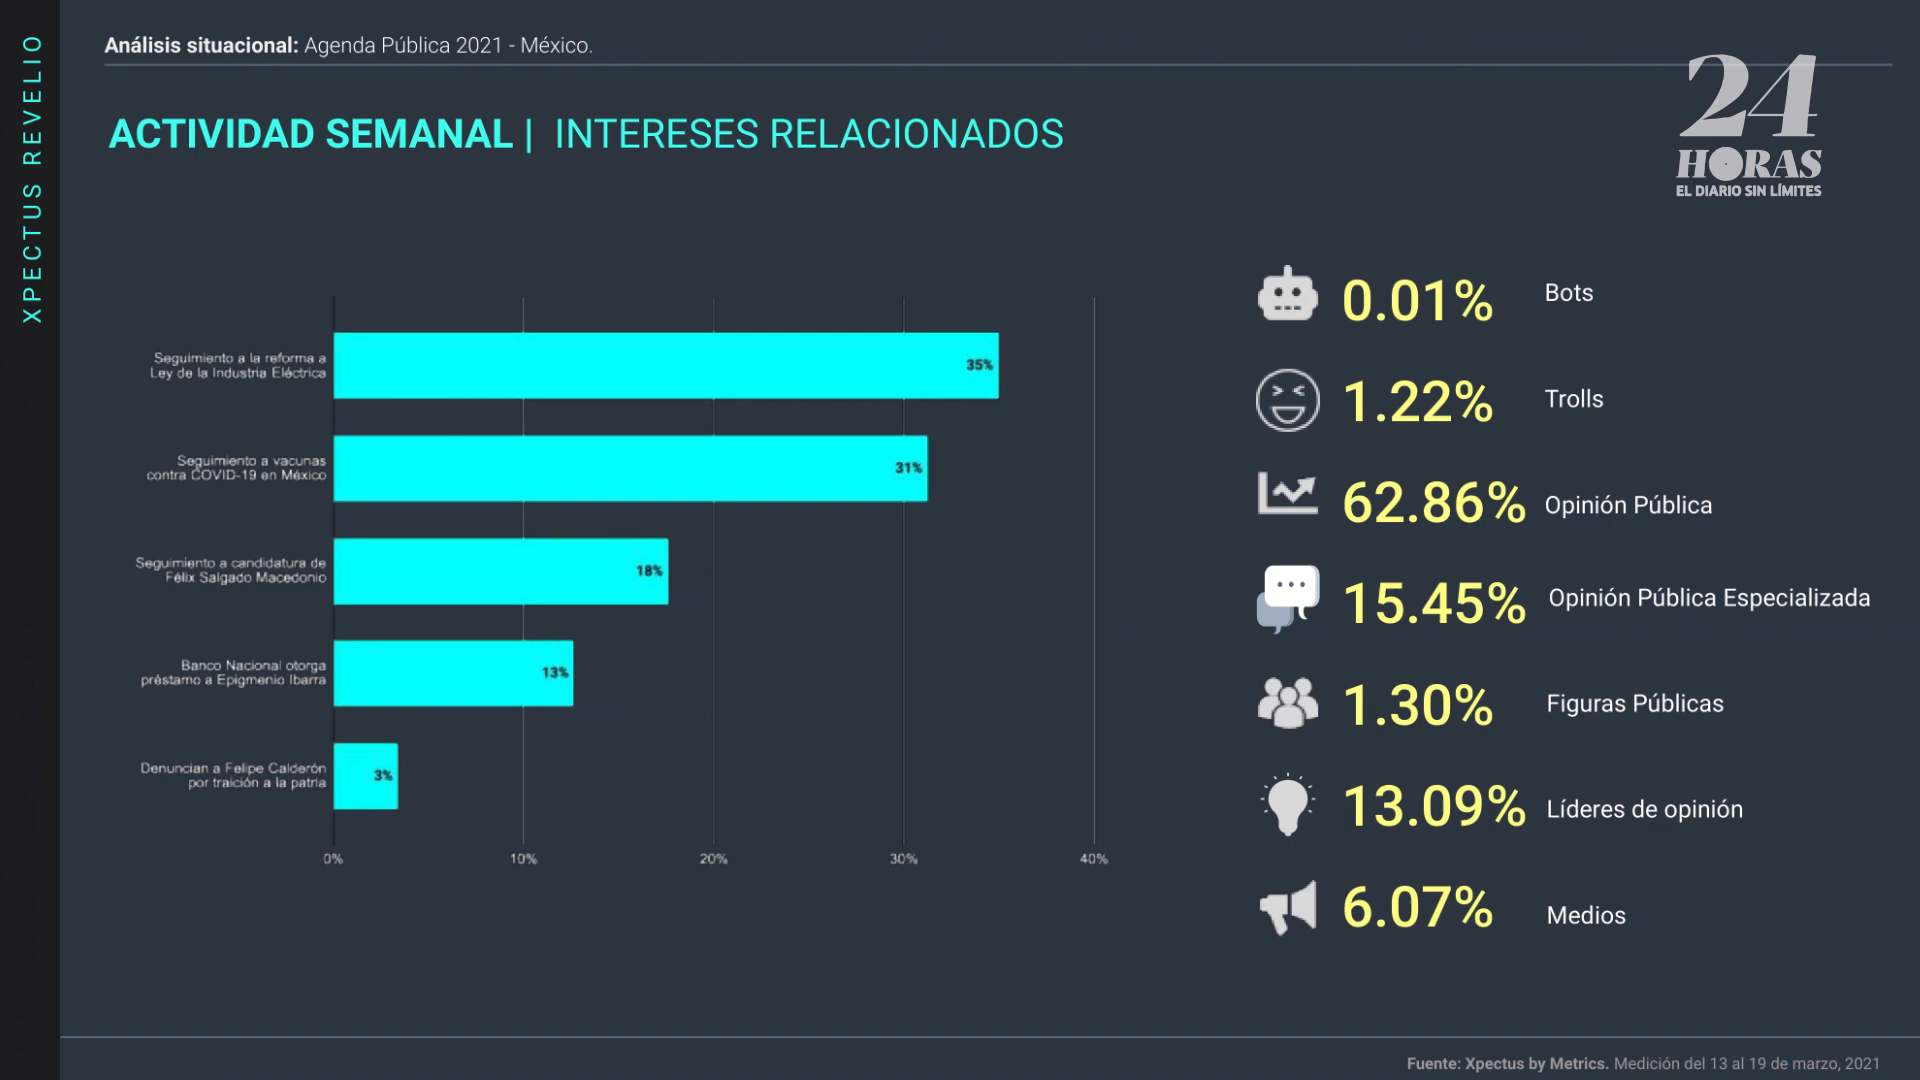 XPECTUS REVELIO
Análisis situacional: Agenda Pública 2021 - México.
24
HORAS
EL DIARIO SIN LÍMITES
ACTIVIDAD SEMANAL | INTERESES RELACIONADOS
Seguimiento a la reforma a
Ley de la Industria Eléctrica
35%
Seguimiento a vacunas
contra COVID-19 en México
31%
Seguimiento a candidatura de
Félix Salgado Macedonio
18%
Banco Nacional otorga
préstamo a Epigmenio Ibarra
13%
Denuncian a Felipe Calderón
por traición a la patria
3%
0% 10% 20% 30% 40%
0.01% Bots
1.22% Trolls
62.86% Opinión Pública
15.45% Opinión Pública Especializada
1.30% Figuras Públicas
13.09% Líderes de opinión
6.07% Medios
Fuente: Xpectus by Metrics. Medición del 13 al 19 de marzo, 2021